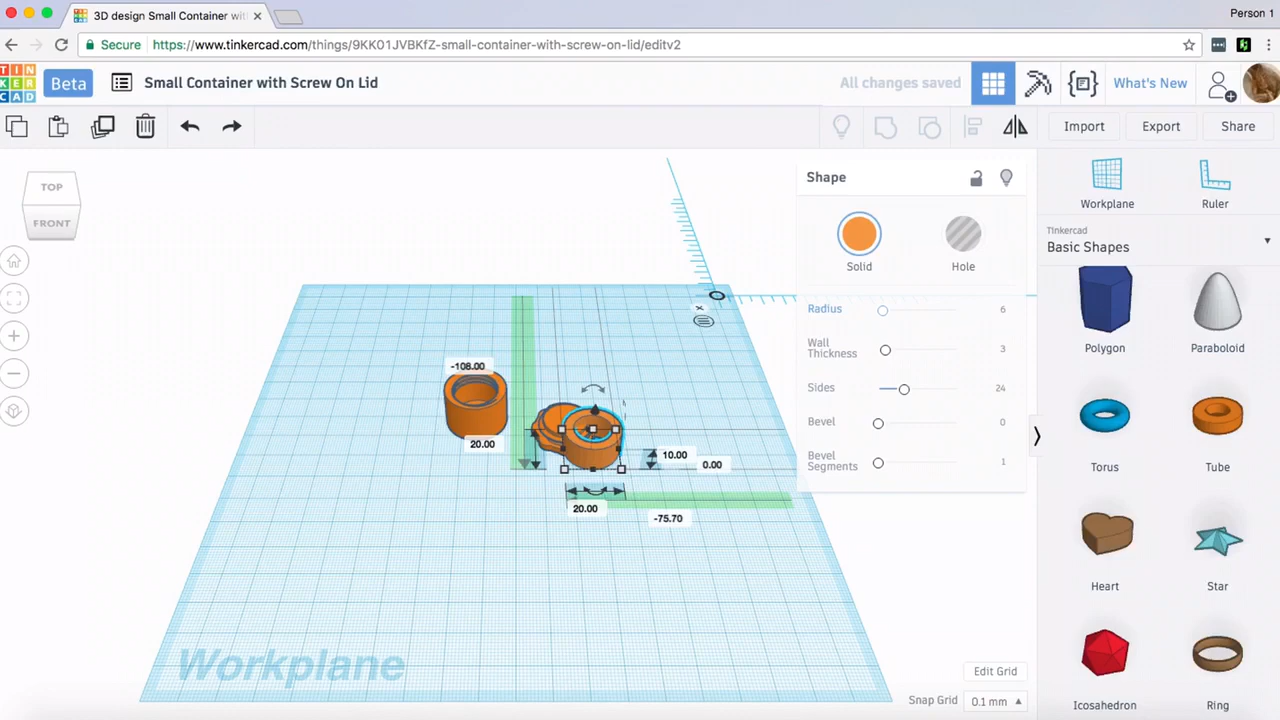 3D design Small Container with
Person 1
Secure
https://www.tinkercad.com/things/9KK01JVBKfZ-small-container-with-screw-on-lid/editv2
TIN
KER
CAD
Beta
Small Container with Screw On Lid
All changes saved
What's New
Import
Export
Share
TOP
FRONT
Shape
Solid
Hole
Radius
6
Wall
Thickness
3
Sides
24
Bevel
0
Bevel
Segments
1
Workplane
Ruler
Tinkercad
Basic Shapes
Polygon
Paraboloid
Torus
Tube
Heart
Star
Icosahedron
Ring
-108.00
20.00
10.00
0.00
20.00
-75.70
Workplane
Edit Grid
Snap Grid
0.1 mm